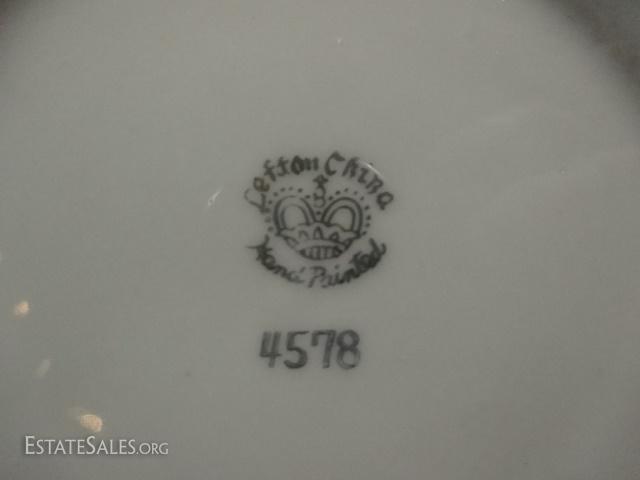 Lefton China
Hand Painted
4578
EstateSales.org